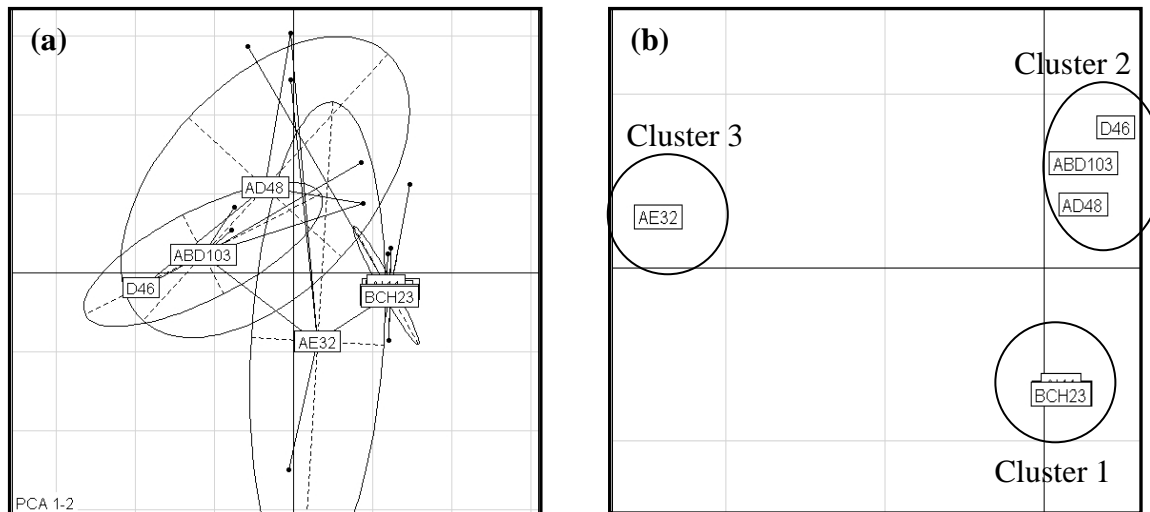 (a)
AD48
ABD103
D46
BCH23
AE32
PCA 1-2
(b)
Cluster 2
D46
Cluster 3
ABD103
AE32
AD48
BCH23
Cluster 1